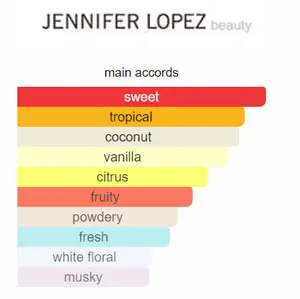 JENNIFER LOPEZ beauty
main accords
sweet
tropical
coconut
vanilla
citrus
fruity
powdery
fresh
white floral
musky